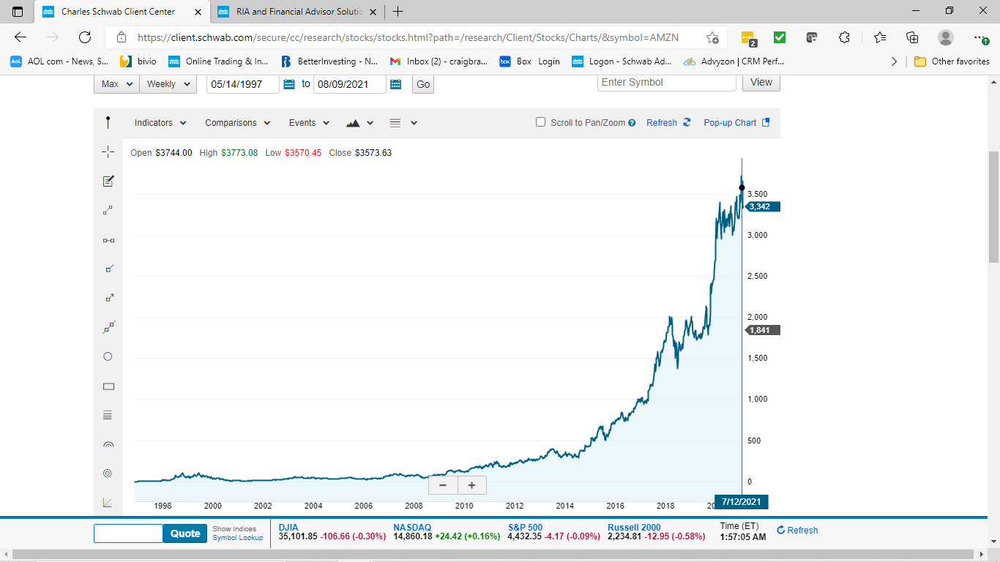 Charles Schwab Client Center
RIA and Financial Advisor Solutio
https://client.schwab.com/secure/cc/research/stocks/stocks.html?path=/research/Client/Stocks/Charts/&symbol=AMZN
2
Aol. AOL com - News, S...
bivio
Online Trading & In...
BetterInvesting - N...
Inbox (2) - craigbra...
box Box Login
Logon - Schwab Ad...
Advyzon | CRM Perf...
Other favorites
Max Weekly 05/14/1997 to 08/09/2021 Go
Enter Symbol View
Indicators Comparisons Events Scroll to Pan/Zoom ? Refresh Pop-up Chart
Open $3744.00 High $3773.08 Low $3570.45 Close $3573.63
3,500
3,342
3,000
2,500
2,000
1,841
1,500
1,000
500
0
− +
1998 2000 2002 2004 2006 2008 2010 2012 2014 2016 2018 20 7/12/2021
Quote
Show Indices
Symbol Lookup
DJIA
35,101.85 -106.66 (-0.30%)
NASDAQ
14,860.18 +24.42 (+0.16%)
S&P 500
4,432.35 -4.17 (-0.09%)
Russell 2000
2,234.81 -12.95 (-0.58%)
Time (ET)
1:57:05 AM
Refresh